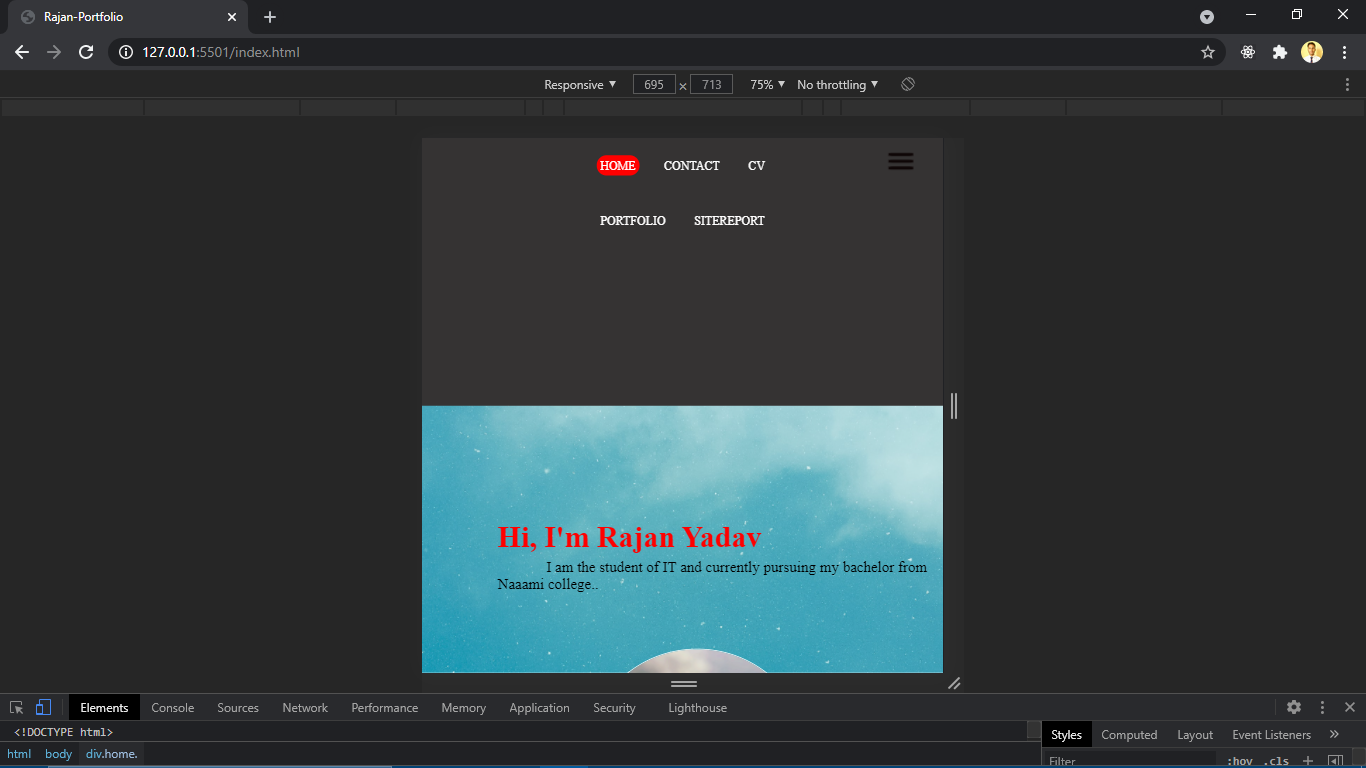 Rajan-Portfolio
127.0.0.1:5501/index.html
Responsive 695 × 713 75% No throttling
HOME CONTACT CV
PORTFOLIO SITEREPORT
Hi, I'm Rajan Yadav
I am the student of IT and currently pursuing my bachelor from
Naaami college..
Elements Console Sources Network Performance Memory Application Security Lighthouse
<!DOCTYPE html>
Styles Computed Layout Event Listeners »
html body div.home.
Filter :hov .cls +